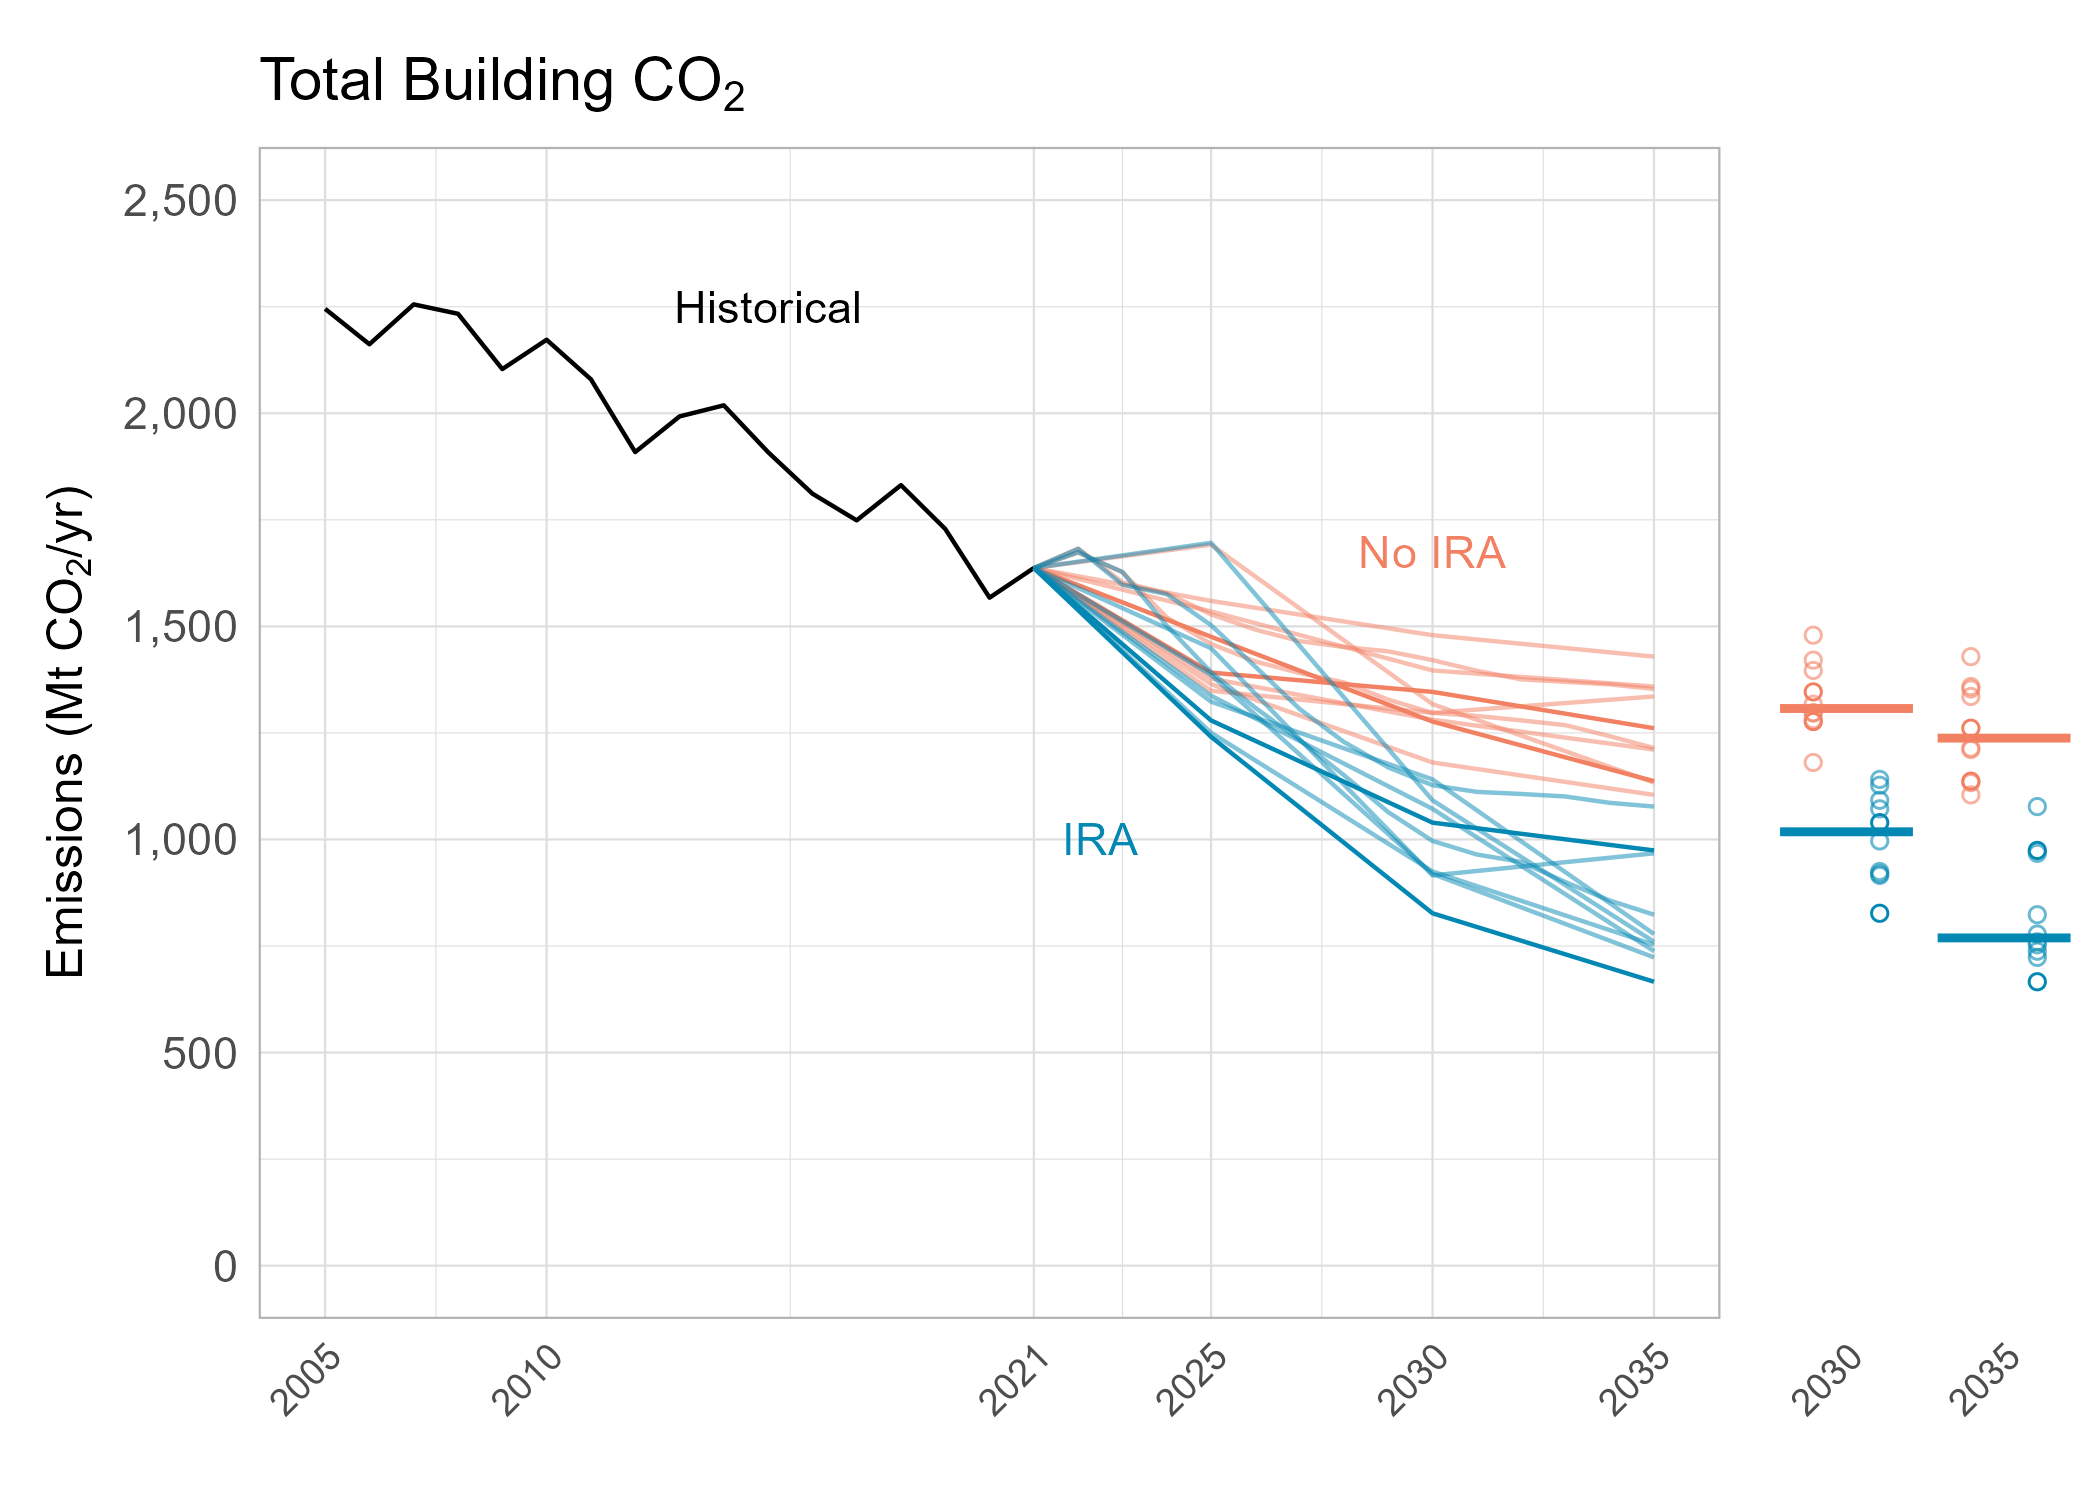 Total Building CO₂
Emissions (Mt CO₂/yr)
2,500
2,000
1,500
1,000
500
0
Historical
No IRA
IRA
2005 2010 2021 2025 2030 2035 2030 2035